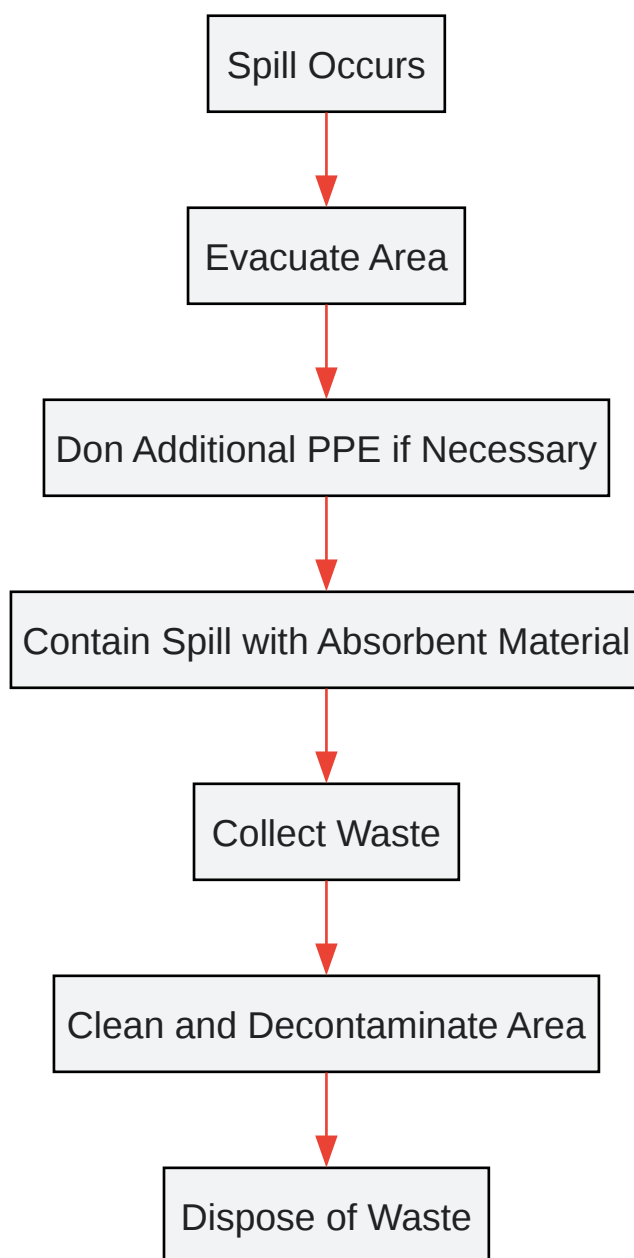 Spill Occurs
Evacuate Area
Don Additional PPE if Necessary
Contain Spill with Absorbent Material
Collect Waste
Clean and Decontaminate Area
Dispose of Waste